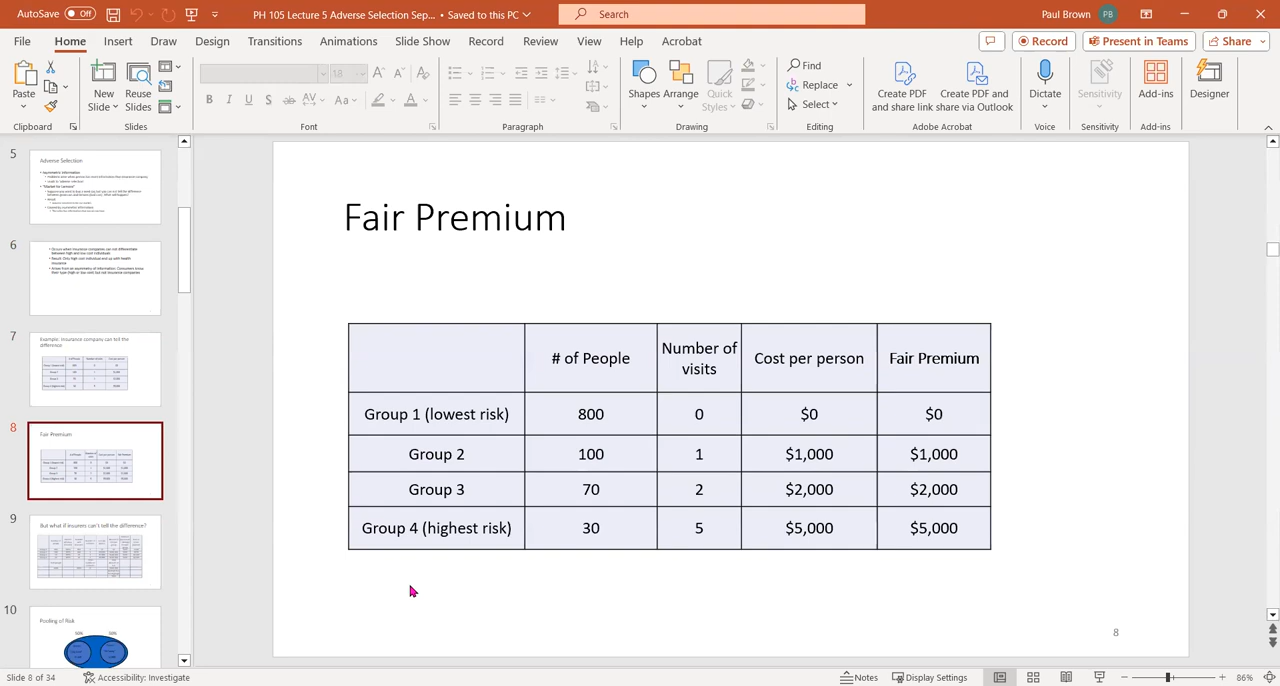 AutoSave Off PH 105 Lecture 5 Adverse Selection Sep... • Saved to this PC Search Paul Brown PB
File Home Insert Draw Design Transitions Animations Slide Show Record Review View Help Acrobat Record Present in Teams Share
Paste New Slide Reuse Slides 18 Shapes Arrange Quick Styles Find Replace Select Create PDF and share link Create PDF and share via Outlook Dictate Sensitivity Add-ins Designer
Clipboard Slides Font Paragraph Drawing Editing Adobe Acrobat Voice Sensitivity Add-ins
5
Adverse Selection
6
7
Example: Insurance company can tell the
difference
8
Fair Premium
9
But what if insurers can't tell the difference?
10
Pooling of Risk
50% 50%
Fair Premium
# of People Number of visits Cost per person Fair Premium
Group 1 (lowest risk) 800 0 $0 $0
Group 2 100 1 $1,000 $1,000
Group 3 70 2 $2,000 $2,000
Group 4 (highest risk) 30 5 $5,000 $5,000
8
Slide 8 of 34 Accessibility: Investigate Notes Display Settings 86%